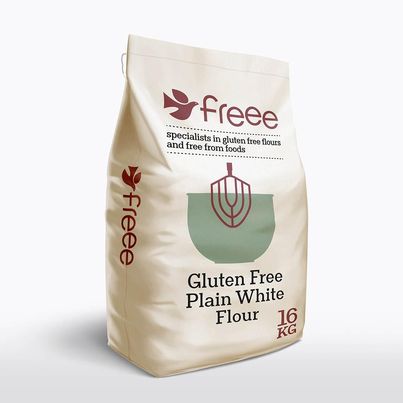 freee
specialists in gluten free flours
and free from foods
freee
Gluten Free
Plain White
Flour
16
KG